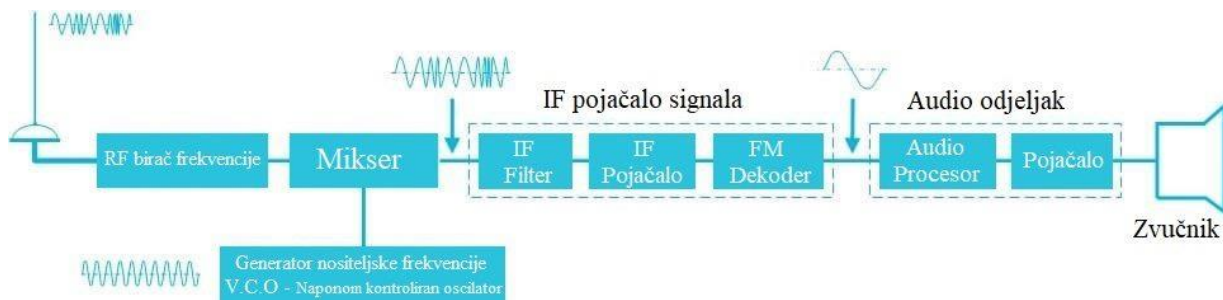 IF pojačalo signala
Audio odjeljak
RF birač frekvencije
Mikser
IF
Filter
IF
Pojačalo
FM
Dekoder
Audio
Procesor
Pojačalo
Zvučnik
Generator nositeljske frekvencije
V.C.O - Naponom kontroliran oscilator